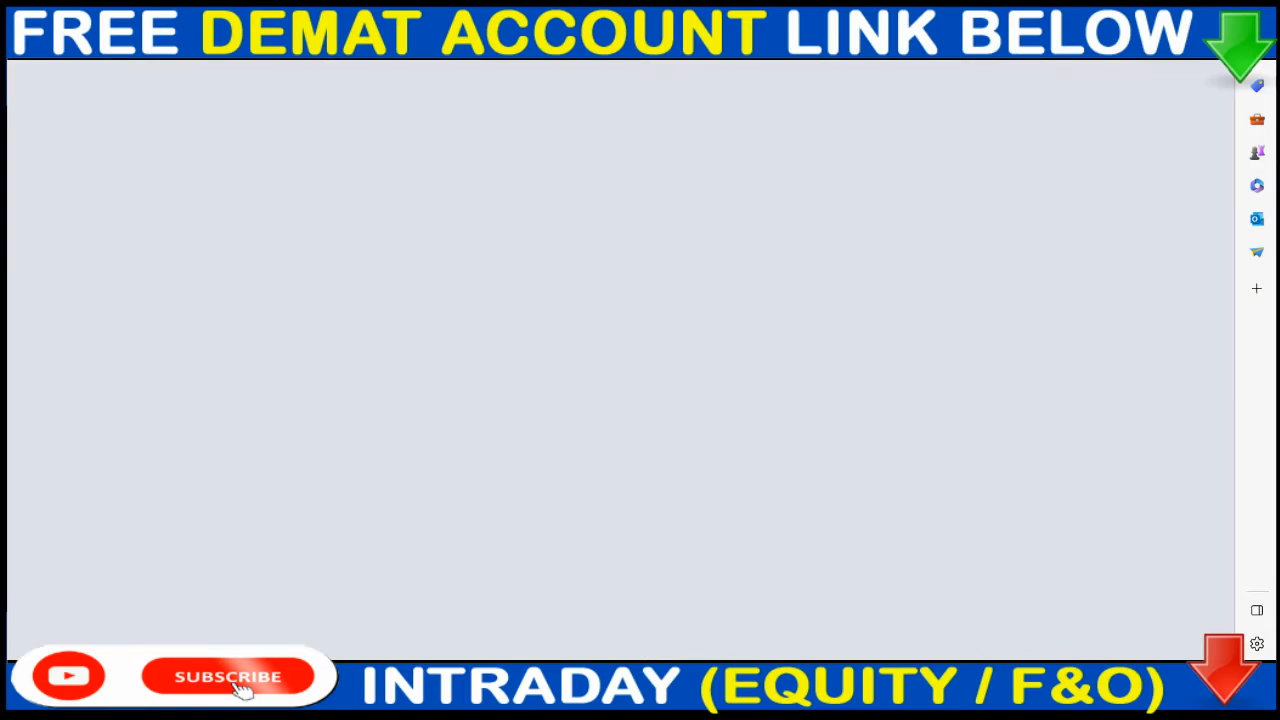 FREE DEMAT ACCOUNT LINK BELOW
SUBSCRIBE
INTRADAY (EQUITY / F&O)